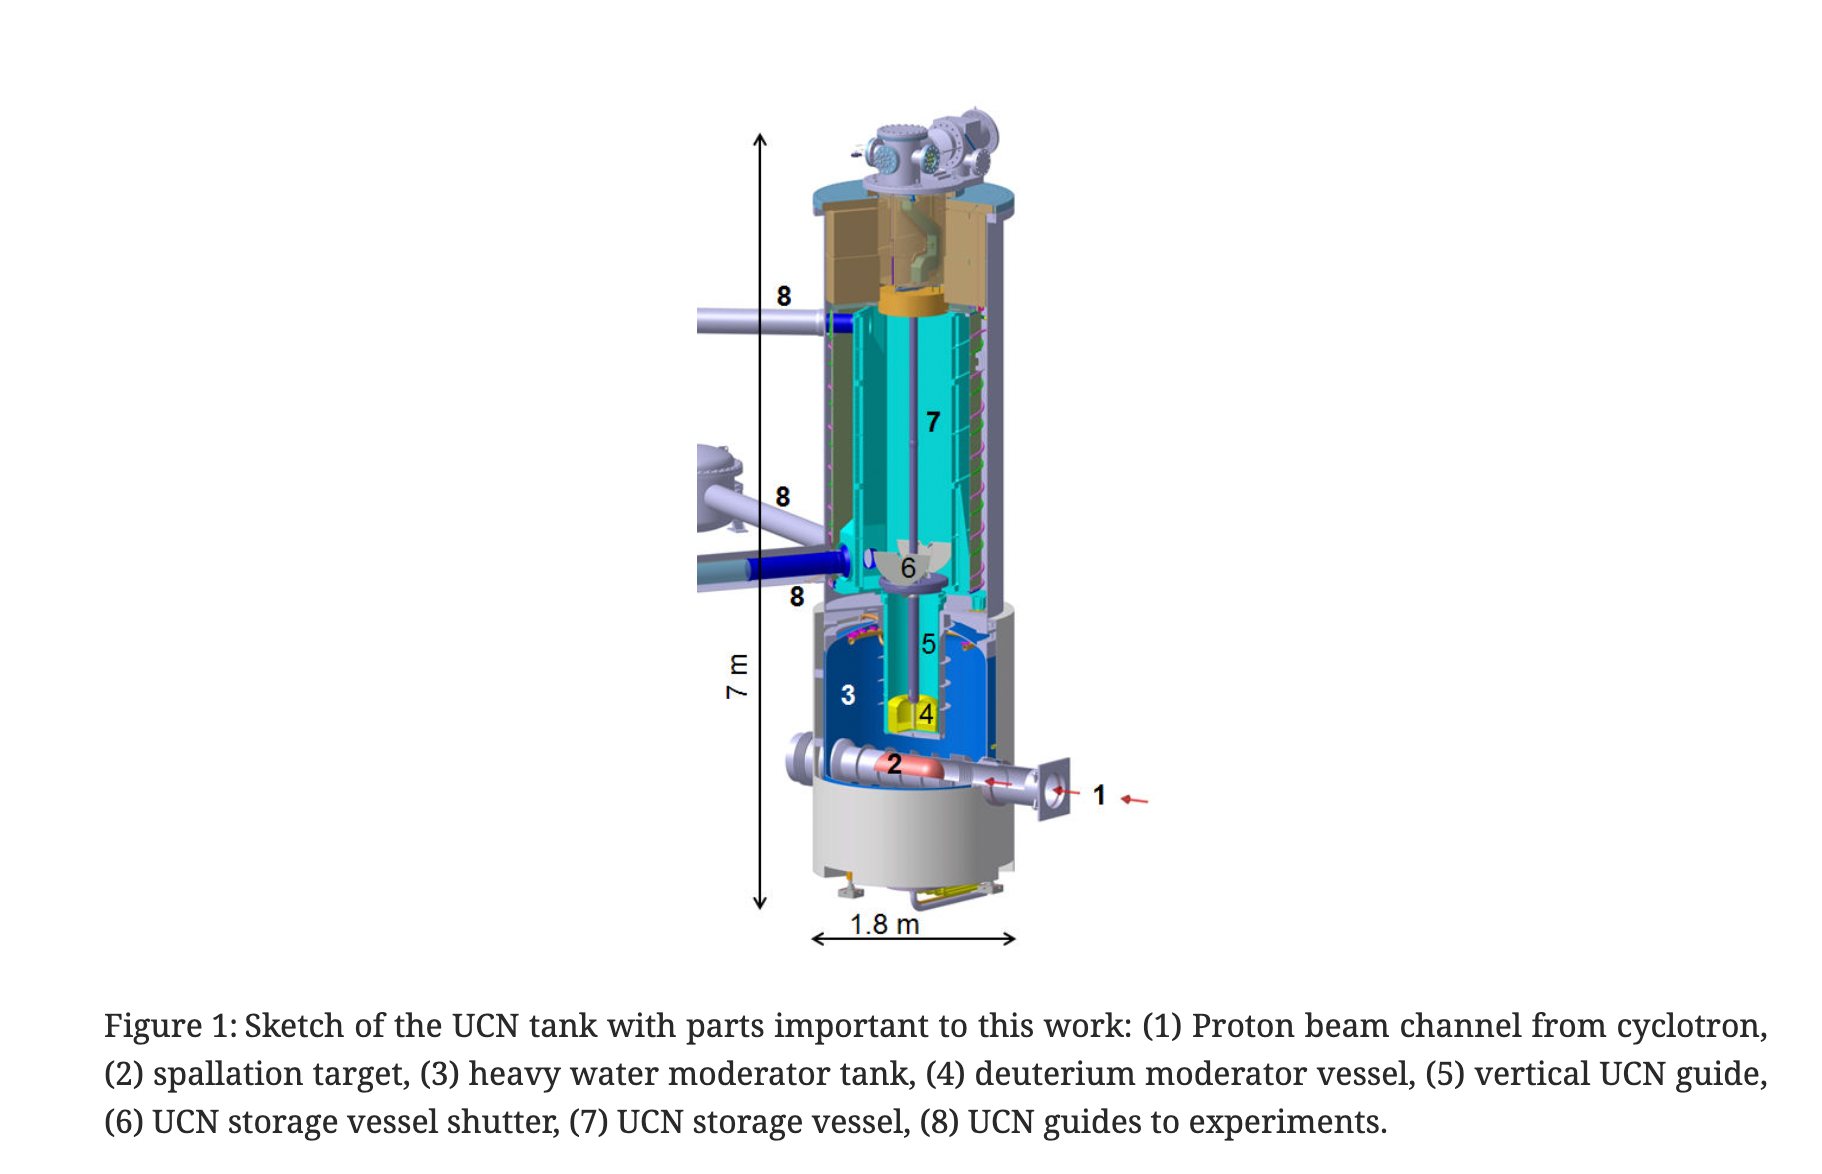 8
7
8
6
8
5
7 m
3
4
2
1
1.8 m
Figure 1: Sketch of the UCN tank with parts important to this work: (1) Proton beam channel from cyclotron,
(2) spallation target, (3) heavy water moderator tank, (4) deuterium moderator vessel, (5) vertical UCN guide,
(6) UCN storage vessel shutter, (7) UCN storage vessel, (8) UCN guides to experiments.